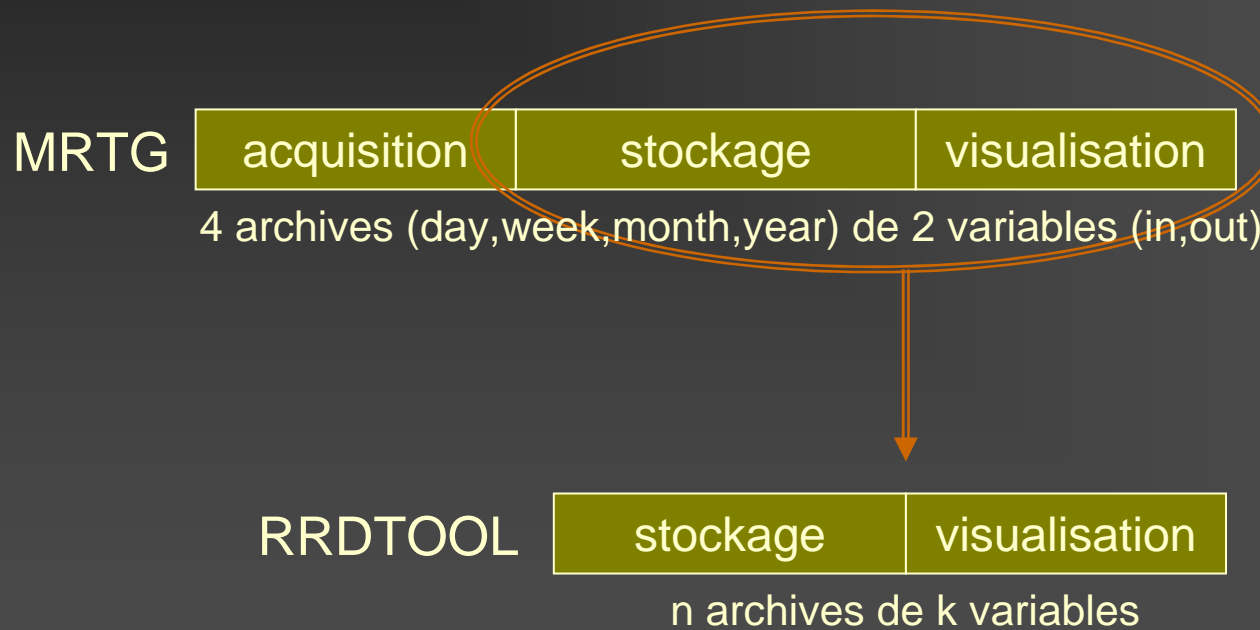 MRTG acquisition stockage visualisation
4 archives (day,week,month,year) de 2 variables (in,out)
RRDTOOL stockage visualisation
n archives de k variables